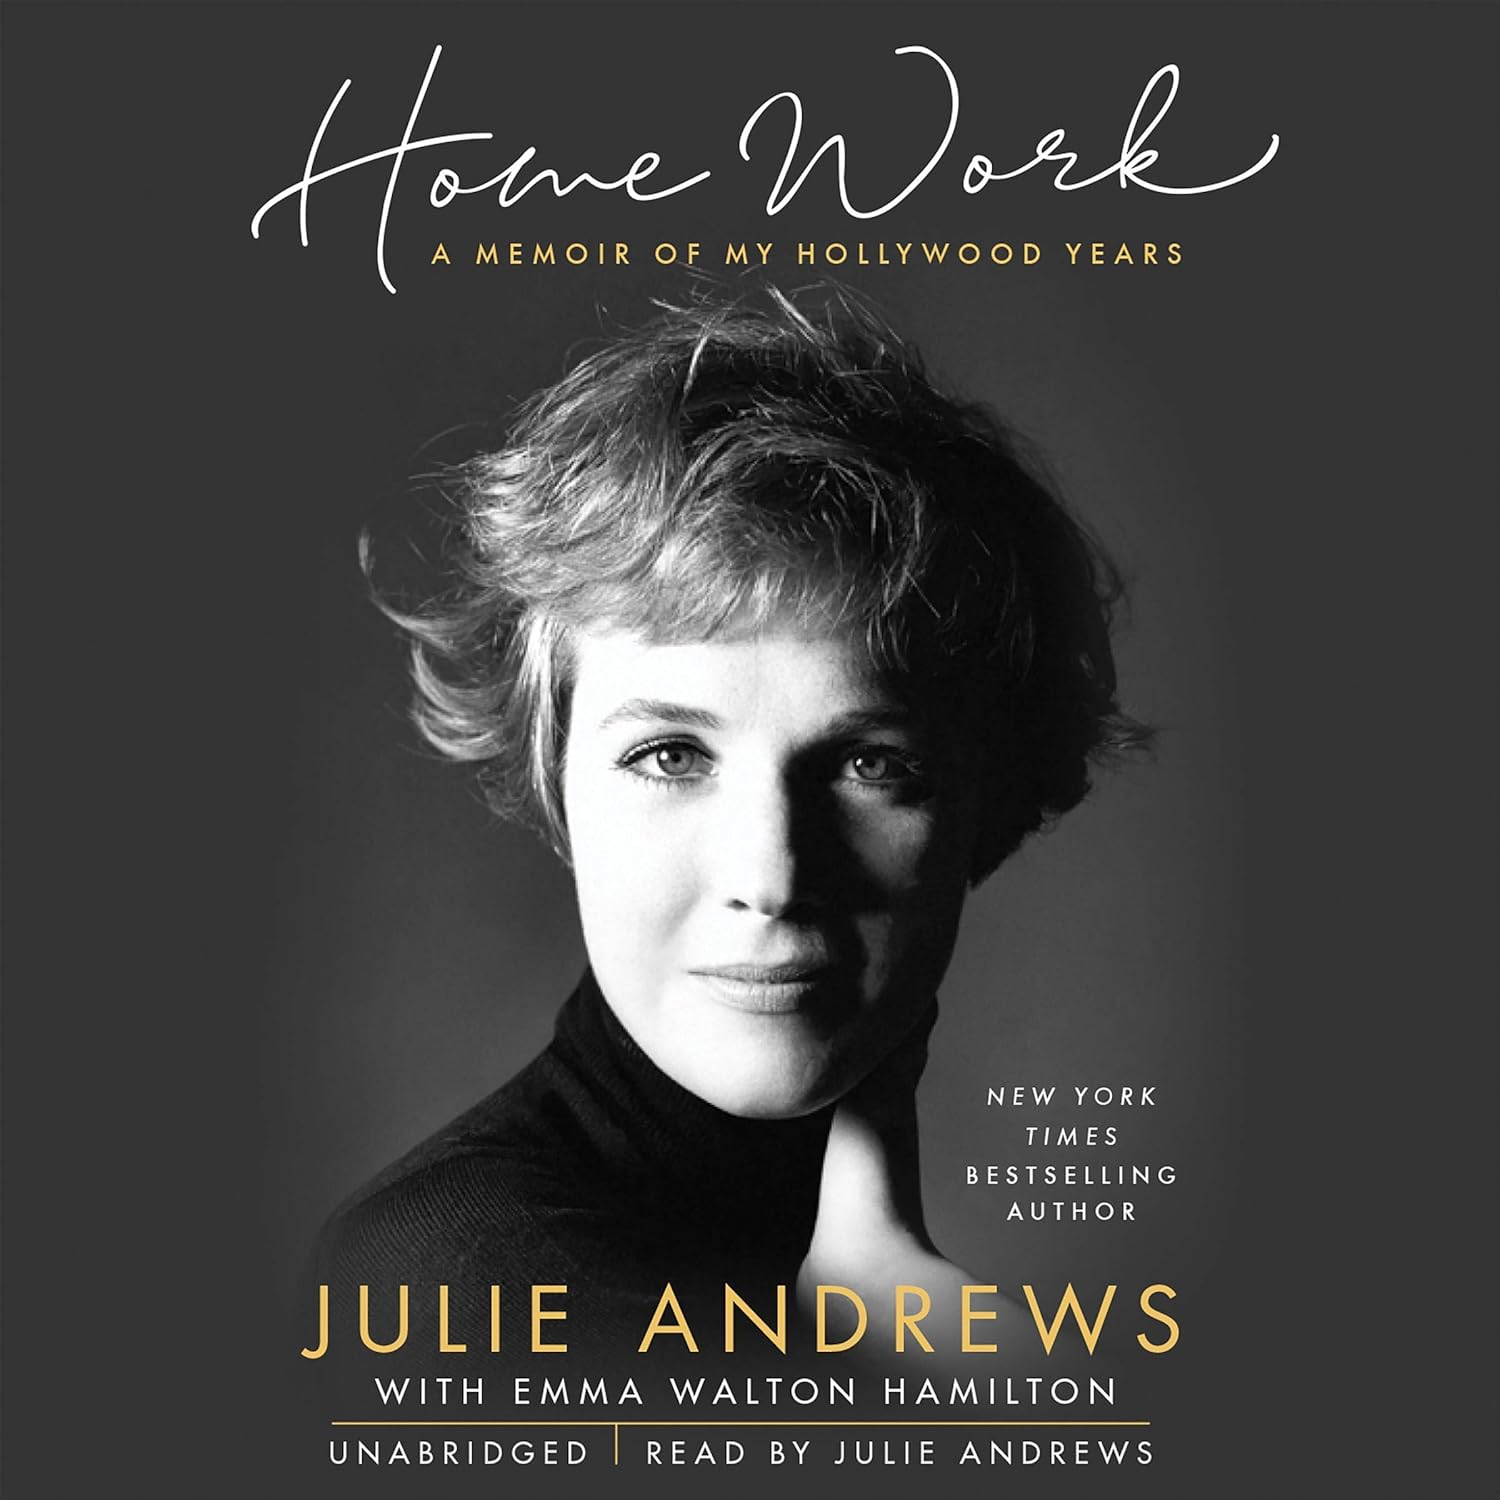 Home Work
A MEMOIR OF MY HOLLYWOOD YEARS
NEW YORK
TIMES
BESTSELLING
AUTHOR
JULIE ANDREWS
WITH EMMA WALTON HAMILTON
UNABRIDGED | READ BY JULIE ANDREWS